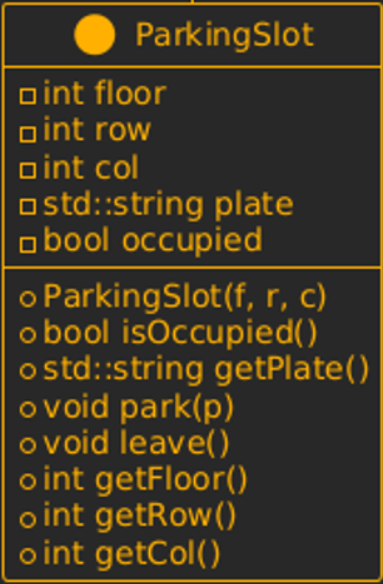 ParkingSlot
int floor
int row
int col
std::string plate
bool occupied
ParkingSlot(f, r, c)
bool isOccupied()
std::string getPlate()
void park(p)
void leave()
int getFloor()
int getRow()
int getCol()